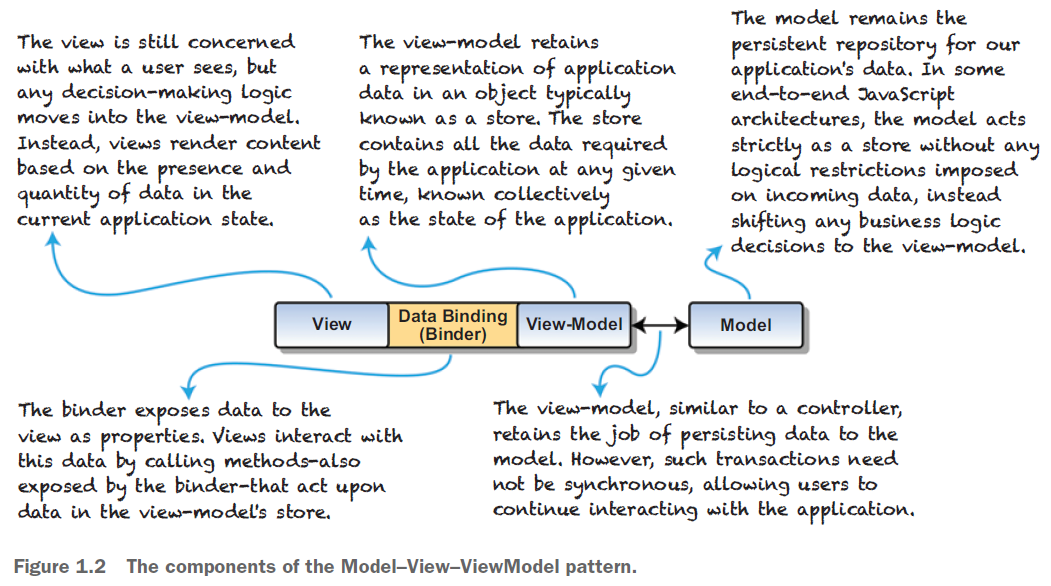 The view is still concerned
with what a user sees, but
any decision-making logic
moves into the view-model.
Instead, views render content
based on the presence and
quantity of data in the
current application state.
The view-model retains
a representation of application
data in an object typically
known as a store. The store
contains all the data required
by the application at any given
time, known collectively
as the state of the application.
The model remains the
persistent repository for our
application's data. In some
end-to-end JavaScript
architectures, the model acts
strictly as a store without any
logical restrictions imposed
on incoming data, instead
shifting any business logic
decisions to the view-model.
View
Data Binding
(Binder)
View-Model
Model
The binder exposes data to the
view as properties. Views interact with
this data by calling methods-also
exposed by the binder-that act upon
data in the view-model's store.
The view-model, similar to a controller,
retains the job of persisting data to the
model. However, such transactions need
not be synchronous, allowing users to
continue interacting with the application.
Figure 1.2 The components of the Model–View–ViewModel pattern.